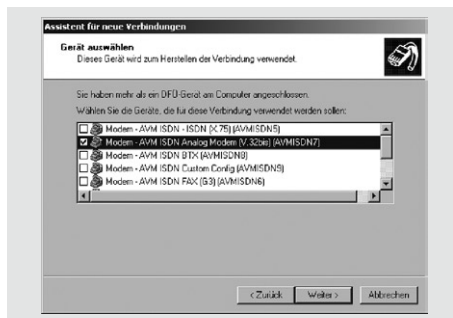 Assistent für neue Verbindungen
Gerät auswählen
Dieses Gerät wird zum Herstellen der Verbindung verwendet.
Sie haben mehr als ein DFÜ-Gerät am Computer angeschlossen.
Wählen Sie die Geräte, die für diese Verbindung verwendet werden sollen:
Modem - AVM ISDN - ISDN (X.75) (AVMISDN5)
Modem - AVM ISDN Analog Modem (V.32bis) (AVMISDN7)
Modem - AVM ISDN BTX (AVMISDN8)
Modem - AVM ISDN Custom Config (AVMISDN9)
Modem - AVM ISDN FAX (G3) (AVMISDN6)
< Zurück Weiter > Abbrechen